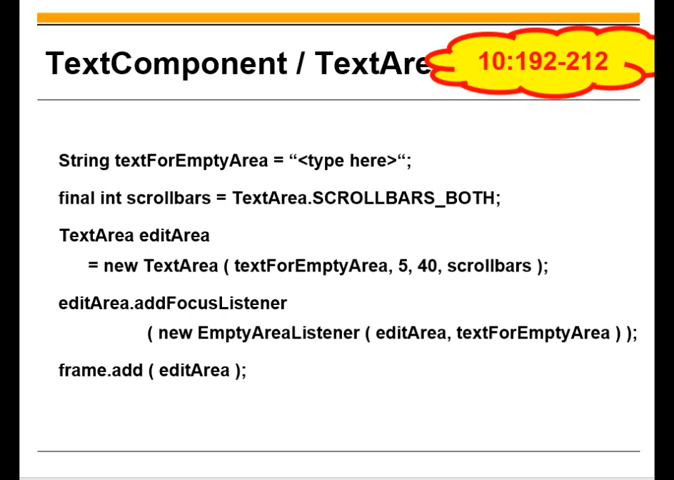 TextComponent / TextAre
10:192-212
String textForEmptyArea = “<type here>“;
final int scrollbars = TextArea.SCROLLBARS_BOTH;
TextArea editArea
= new TextArea ( textForEmptyArea, 5, 40, scrollbars );
editArea.addFocusListener
( new EmptyAreaListener ( editArea, textForEmptyArea ) );
frame.add ( editArea );